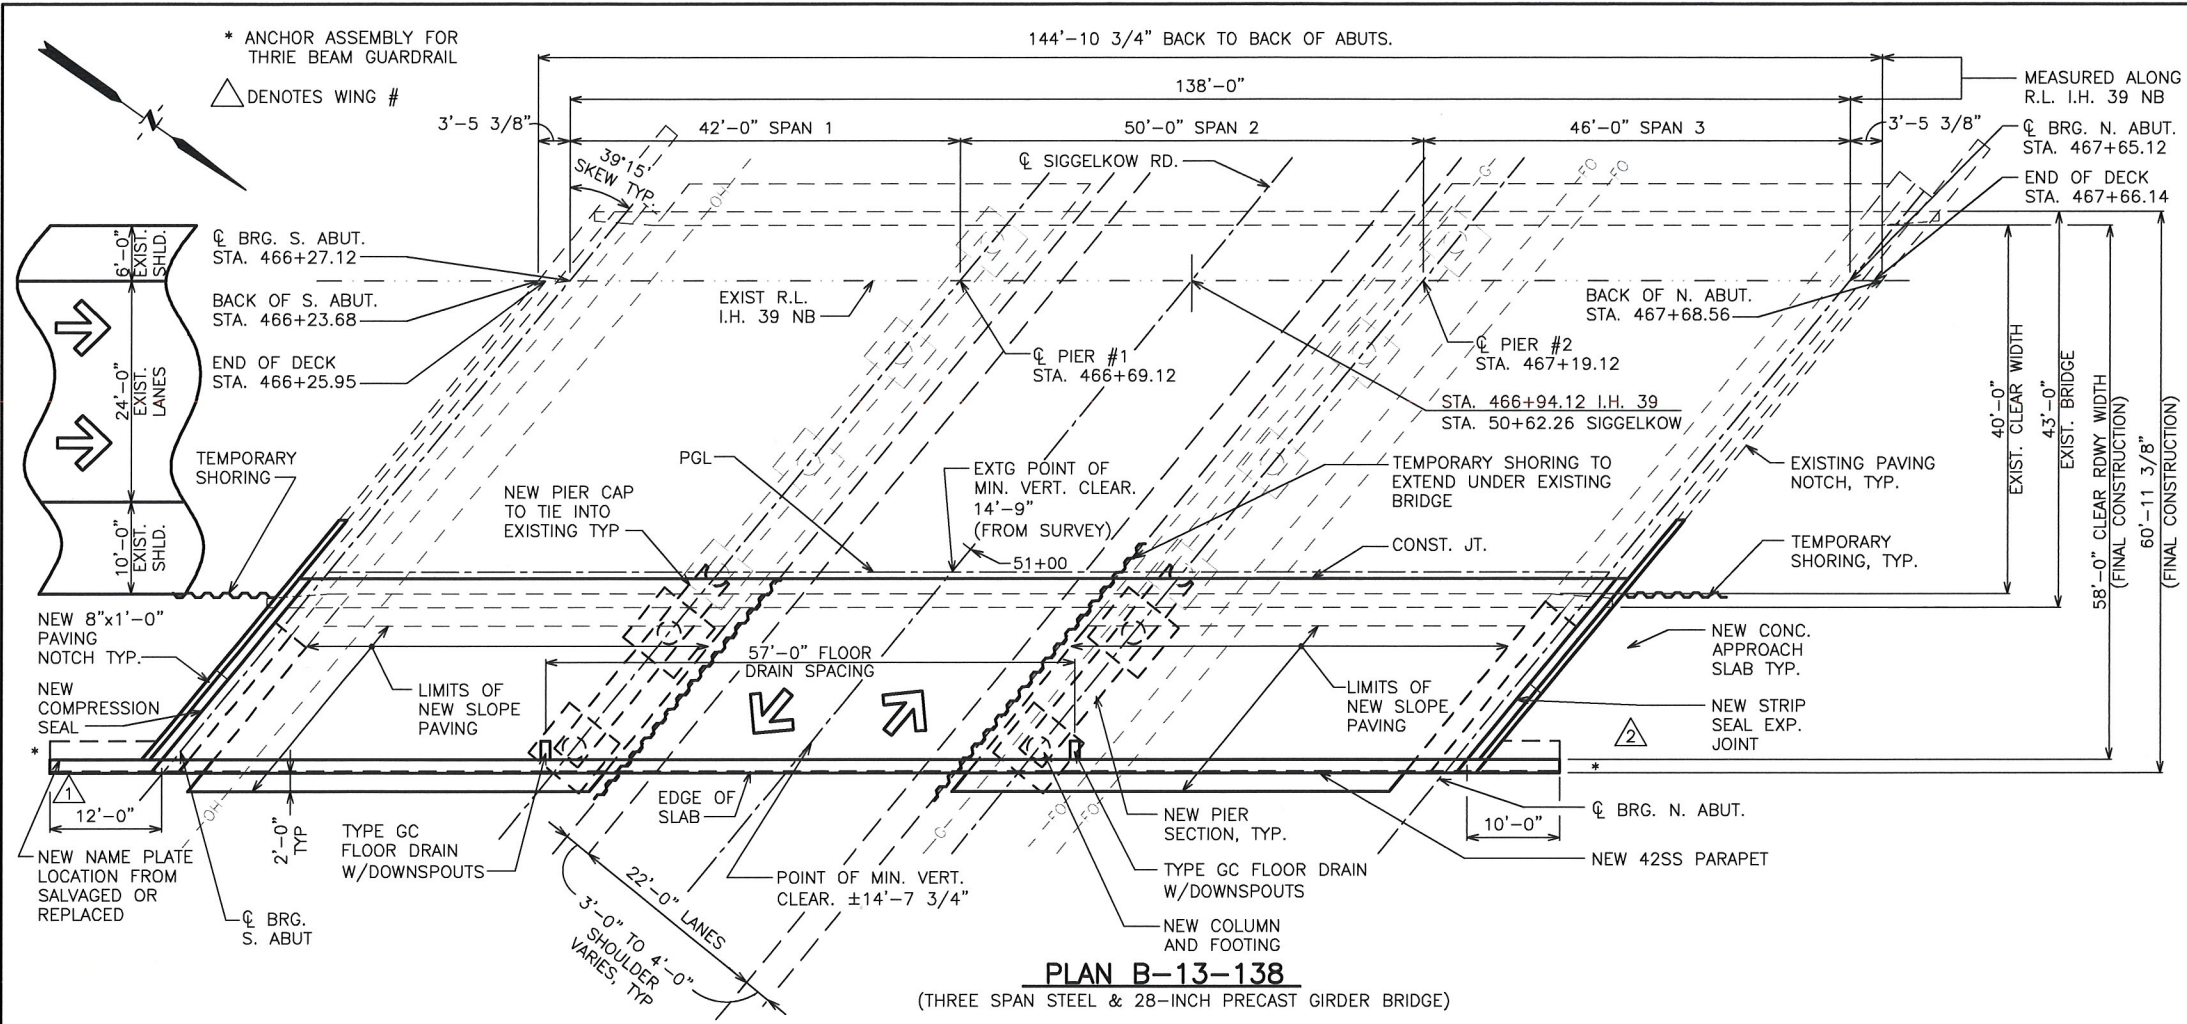 * ANCHOR ASSEMBLY FOR
THRIE BEAM GUARDRAIL
DENOTES WING #
N
144'-10 3/4" BACK TO BACK OF ABUTS.
138'-0"
MEASURED ALONG
R.L. I.H. 39 NB
3'-5 3/8"
42'-0" SPAN 1
50'-0" SPAN 2
46'-0" SPAN 3
3'-5 3/8"
℄ BRG. N. ABUT.
STA. 467+65.12
END OF DECK
STA. 467+66.14
39°15'
SKEW TYP.
℄ SIGGELKOW RD.
-OH-
-G-
-FO
-FO
6'-0"
EXIST.
SHLD.
24'-0"
EXIST.
LANES
10'-0"
EXIST.
SHLD.
℄ BRG. S. ABUT.
STA. 466+27.12
BACK OF S. ABUT.
STA. 466+23.68
END OF DECK
STA. 466+25.95
EXIST R.L.
I.H. 39 NB
℄ PIER #1
STA. 466+69.12
BACK OF N. ABUT.
STA. 467+68.56
℄ PIER #2
STA. 467+19.12
STA. 466+94.12 I.H. 39
STA. 50+62.26 SIGGELKOW
40'-0"
EXIST. CLEAR WIDTH
43'-0"
EXIST. BRIDGE
58'-0" CLEAR RDWY WIDTH
(FINAL CONSTRUCTION)
60'-11 3/8"
(FINAL CONSTRUCTION)
TEMPORARY
SHORING
NEW PIER CAP
TO TIE INTO
EXISTING TYP
PGL
EXTG POINT OF
MIN. VERT. CLEAR.
14'-9"
(FROM SURVEY)
51+00
TEMPORARY SHORING TO
EXTEND UNDER EXISTING
BRIDGE
CONST. JT.
EXISTING PAVING
NOTCH, TYP.
TEMPORARY
SHORING, TYP.
NEW 8"x1'-0"
PAVING
NOTCH TYP.
NEW
COMPRESSION
SEAL
LIMITS OF
NEW SLOPE
PAVING
57'-0" FLOOR
DRAIN SPACING
LIMITS OF
NEW SLOPE
PAVING
NEW CONC.
APPROACH
SLAB TYP.
NEW STRIP
SEAL EXP.
JOINT
*
1
2
*
12'-0"
2'-0"
TYP
-OH-
EDGE OF
SLAB
-G-
-FO-
-FO-
NEW PIER
SECTION, TYP.
℄ BRG. N. ABUT.
10'-0"
NEW NAME PLATE
LOCATION FROM
SALVAGED OR
REPLACED
℄ BRG.
S. ABUT
TYPE GC
FLOOR DRAIN
W/DOWNSPOUTS
POINT OF MIN. VERT.
CLEAR. ±14'-7 3/4"
TYPE GC FLOOR DRAIN
W/DOWNSPOUTS
NEW 42SS PARAPET
22'-0" LANES
3'-0" TO 4'-0"
SHOULDER
VARIES, TYP
NEW COLUMN
AND FOOTING
PLAN B-13-138
(THREE SPAN STEEL & 28-INCH PRECAST GIRDER BRIDGE)